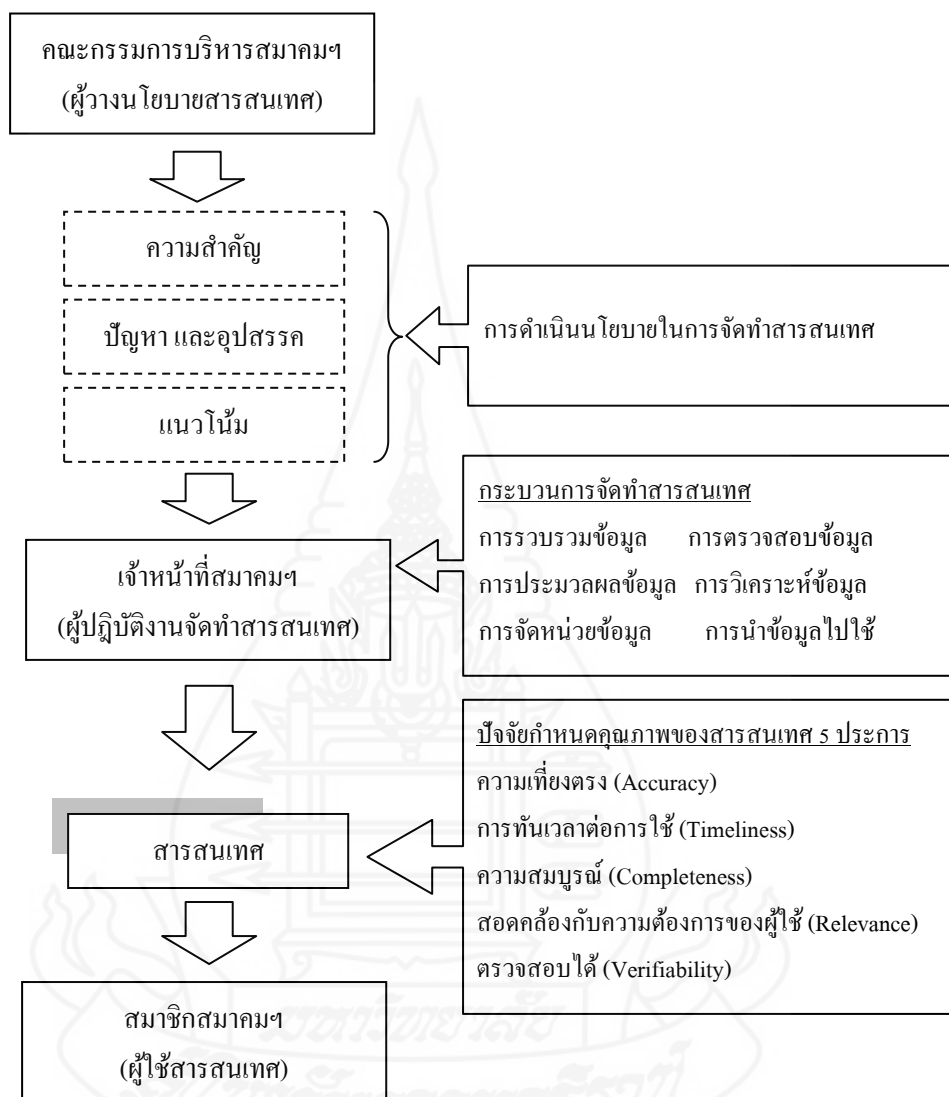 คณะกรรมการบริหารสมาคมฯ
(ผู้วางนโยบายสารสนเทศ)
ความสำคัญ
ปัญหา และอุปสรรค
แนวโน้ม
การดำเนินนโยบายในการจัดทำสารสนเทศ
กระบวนการจัดทำสารสนเทศ
การรวบรวมข้อมูล การตรวจสอบข้อมูล
การประมวลผลข้อมูล การวิเคราะห์ข้อมูล
การจัดหน่วยข้อมูล การนำข้อมูลไปใช้
เจ้าหน้าที่สมาคมฯ
(ผู้ปฏิบัติงานจัดทำสารสนเทศ)
ปัจจัยกำหนดคุณภาพของสารสนเทศ 5 ประการ
ความเที่ยงตรง (Accuracy)
การทันเวลาต่อการใช้ (Timeliness)
ความสมบูรณ์ (Completeness)
สอดคล้องกับความต้องการของผู้ใช้ (Relevance)
ตรวจสอบได้ (Verifiability)
สารสนเทศ
สมาชิกสมาคมฯ
(ผู้ใช้สารสนเทศ)